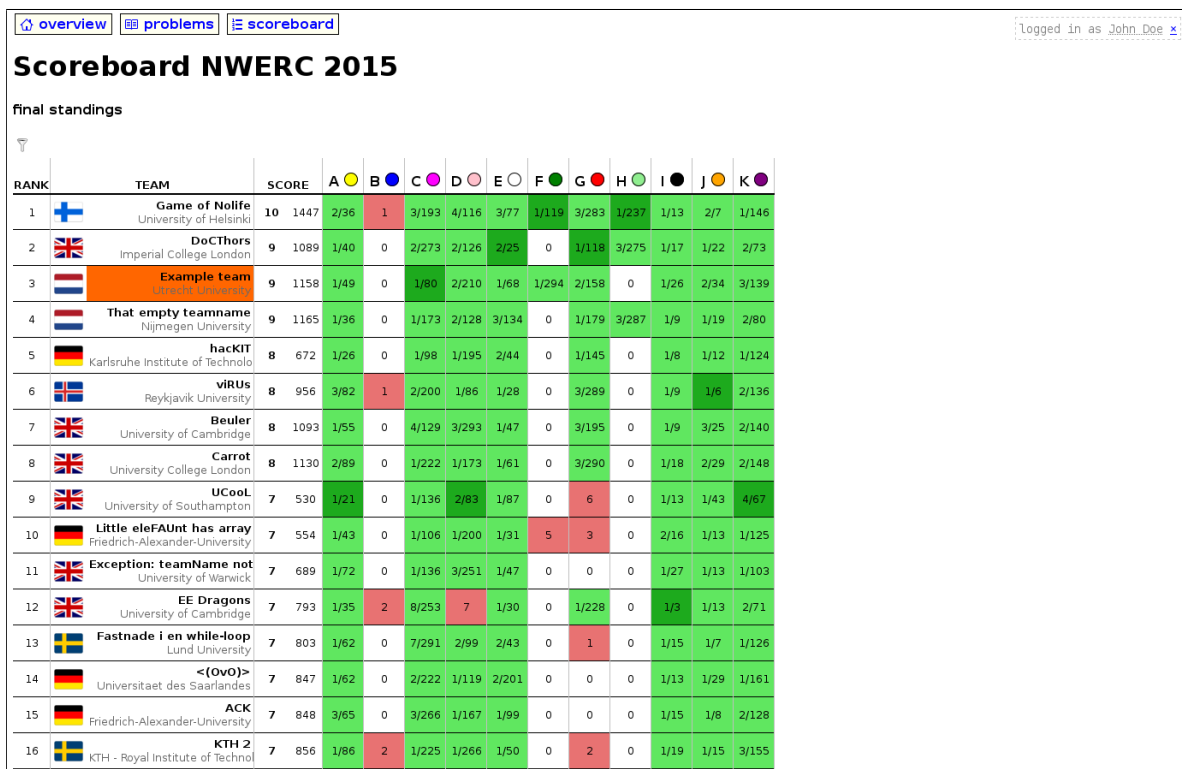 overview problems scoreboard
logged in as John Doe ×
Scoreboard NWERC 2015
final standings
RANK TEAM SCORE A B C D E F G H I J K
1 Game of Nolife 10 1447 2/36 1 3/193 4/116 3/77 1/119 3/283 1/237 1/13 2/7 1/146
University of Helsinki
2 DoCThors 9 1089 1/40 0 2/273 2/126 2/25 0 1/118 3/275 1/17 1/22 2/73
Imperial College London
3 Example team 9 1158 1/49 0 1/80 2/210 1/68 1/294 2/158 0 1/26 2/34 3/139
Utrecht University
4 That empty teamname 9 1165 1/36 0 1/173 2/128 3/134 0 1/179 3/287 1/9 1/19 2/80
Nijmegen University
5 hacKIT 8 672 1/26 0 1/98 1/195 2/44 0 1/145 0 1/8 1/12 1/124
Karlsruhe Institute of Technolo
6 viRUs 8 956 3/82 1 2/200 1/86 1/28 0 3/289 0 1/9 1/6 2/136
Reykjavik University
7 Beuler 8 1093 1/55 0 4/129 3/293 1/47 0 3/195 0 1/9 3/25 2/140
University of Cambridge
8 Carrot 8 1130 2/89 0 1/222 1/173 1/61 0 3/290 0 1/18 2/29 2/148
University College London
9 UCooL 7 530 1/21 0 1/136 2/83 1/87 0 6 0 1/13 1/43 4/67
University of Southampton
10 Little eleFAUnt has array 7 554 1/43 0 1/106 1/200 1/31 5 3 0 2/16 1/13 1/125
Friedrich-Alexander-University
11 Exception: teamName not 7 689 1/72 0 1/136 3/251 1/47 0 0 0 1/27 1/13 1/103
University of Warwick
12 EE Dragons 7 793 1/35 2 8/253 7 1/30 0 1/228 0 1/3 1/13 2/71
University of Cambridge
13 Fastnade i en while-loop 7 803 1/62 0 7/291 2/99 2/43 0 1 0 1/15 1/7 1/126
Lund University
14 <(OvO)> 7 847 1/62 0 2/222 1/119 2/201 0 0 0 1/13 1/29 1/161
Universitaet des Saarlandes
15 ACK 7 848 3/65 0 3/266 1/167 1/99 0 0 0 1/15 1/8 2/128
Friedrich-Alexander-University
16 KTH 2 7 856 1/86 2 1/225 1/266 1/50 0 2 0 1/19 1/15 3/155
KTH - Royal Institute of Technol